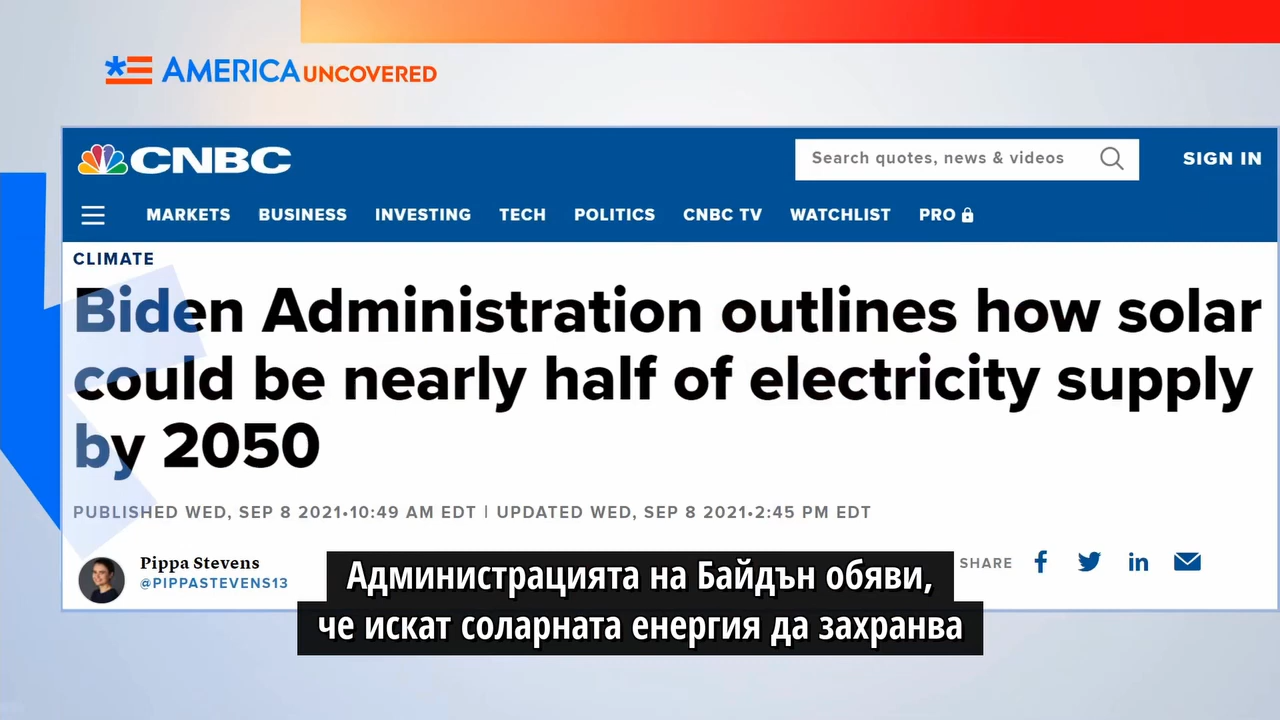 AMERICA UNCOVERED
CNBC
Search quotes, news & videos
SIGN IN
MARKETS BUSINESS INVESTING TECH POLITICS CNBC TV WATCHLIST PRO
CLIMATE
Biden Administration outlines how solar
could be nearly half of electricity supply
by 2050
PUBLISHED WED, SEP 8 2021•10:49 AM EDT | UPDATED WED, SEP 8 2021•2:45 PM EDT
Pippa Stevens
@PIPPASTEVENS13
SHARE
Администрацията на Байдън обяви,
че искат соларната енергия да захранва